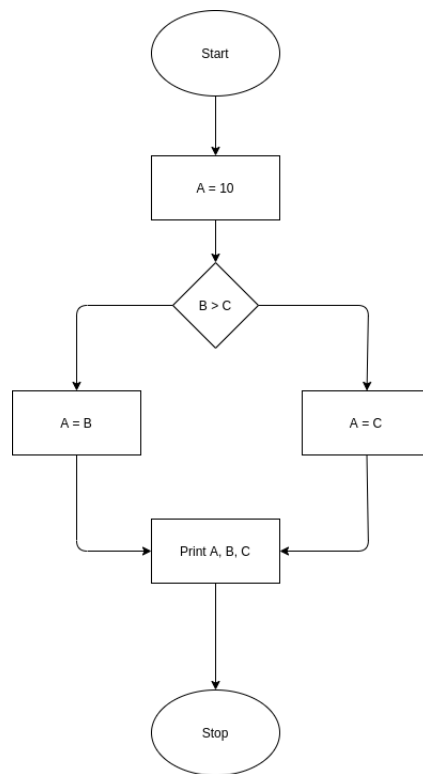 Start
A = 10
B > C
A = B
A = C
Print A, B, C
Stop